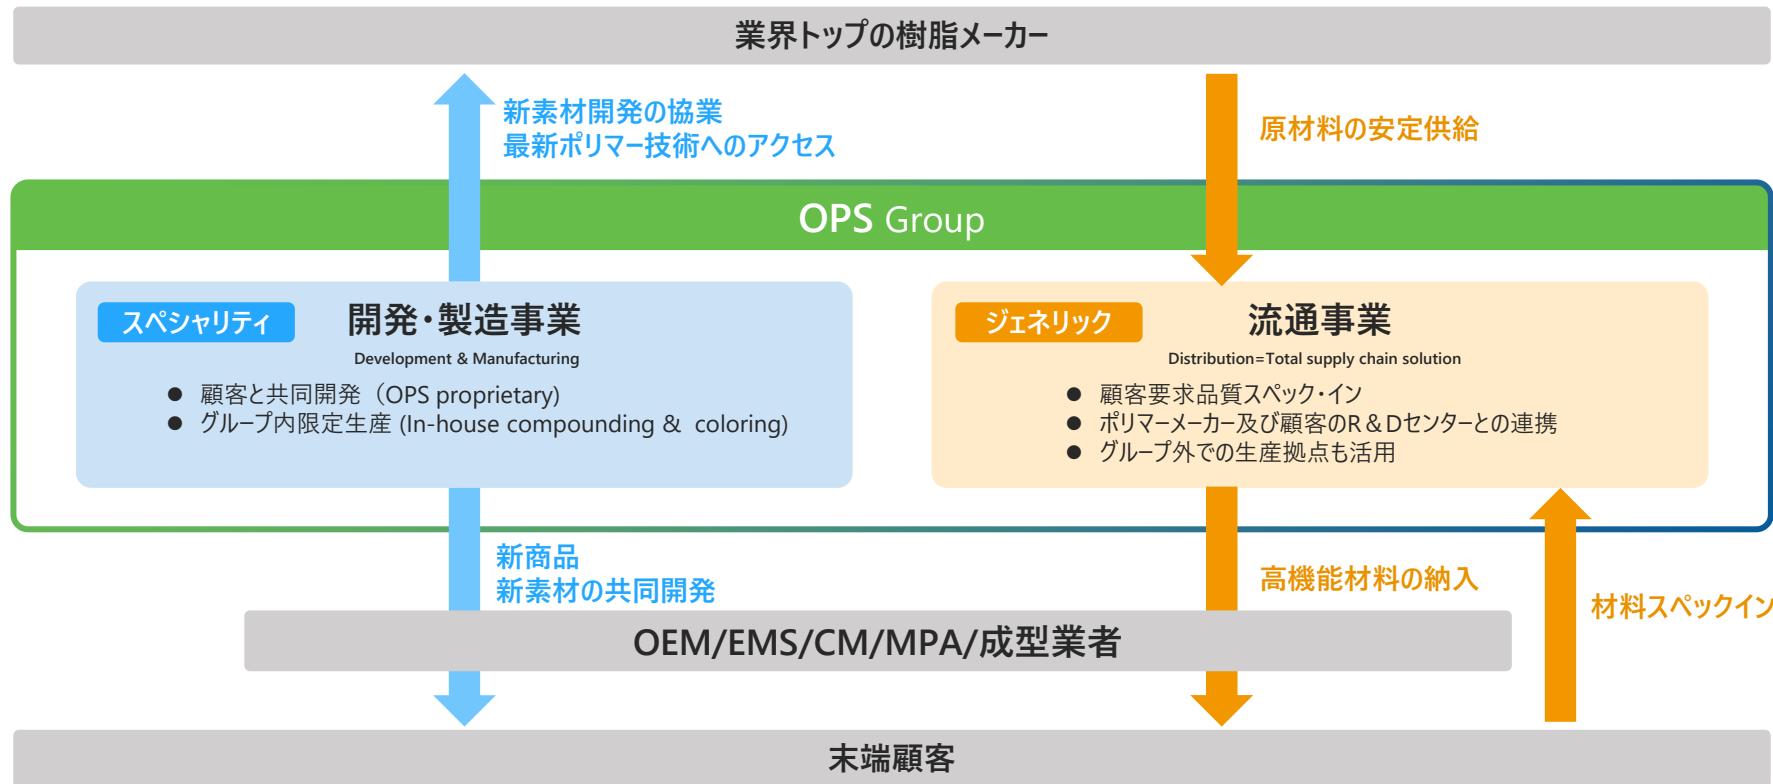 業界トップの樹脂メーカー
新素材開発の協業
最新ポリマー技術へのアクセス
原材料の安定供給
OPS Group
スペシャリティ
開発・製造事業
Development & Manufacturing
● 顧客と共同開発（OPS proprietary)
● グループ内限定生産 (In-house compounding & coloring)
ジェネリック
流通事業
Distribution=Total supply chain solution
● 顧客要求品質スペック・イン
● ポリマーメーカー及び顧客のR＆Dセンターとの連携
● グループ外での生産拠点も活用
新商品
新素材の共同開発
高機能材料の納入
材料スペックイン
OEM/EMS/CM/MPA/成型業者
末端顧客